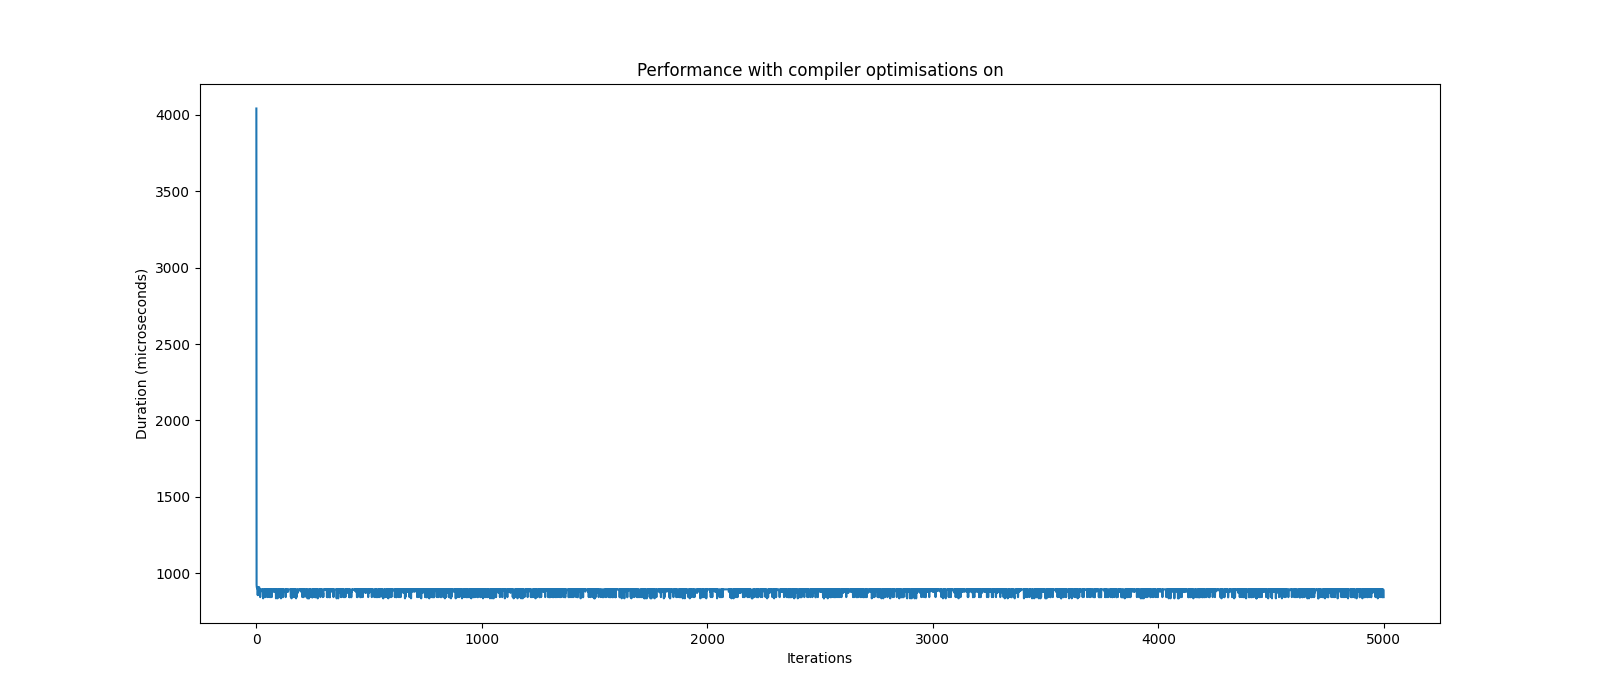 Performance with compiler optimisations on
4000
3500
3000
2500
2000
1500
1000
Duration (microseconds)
0 1000 2000 3000 4000 5000
Iterations